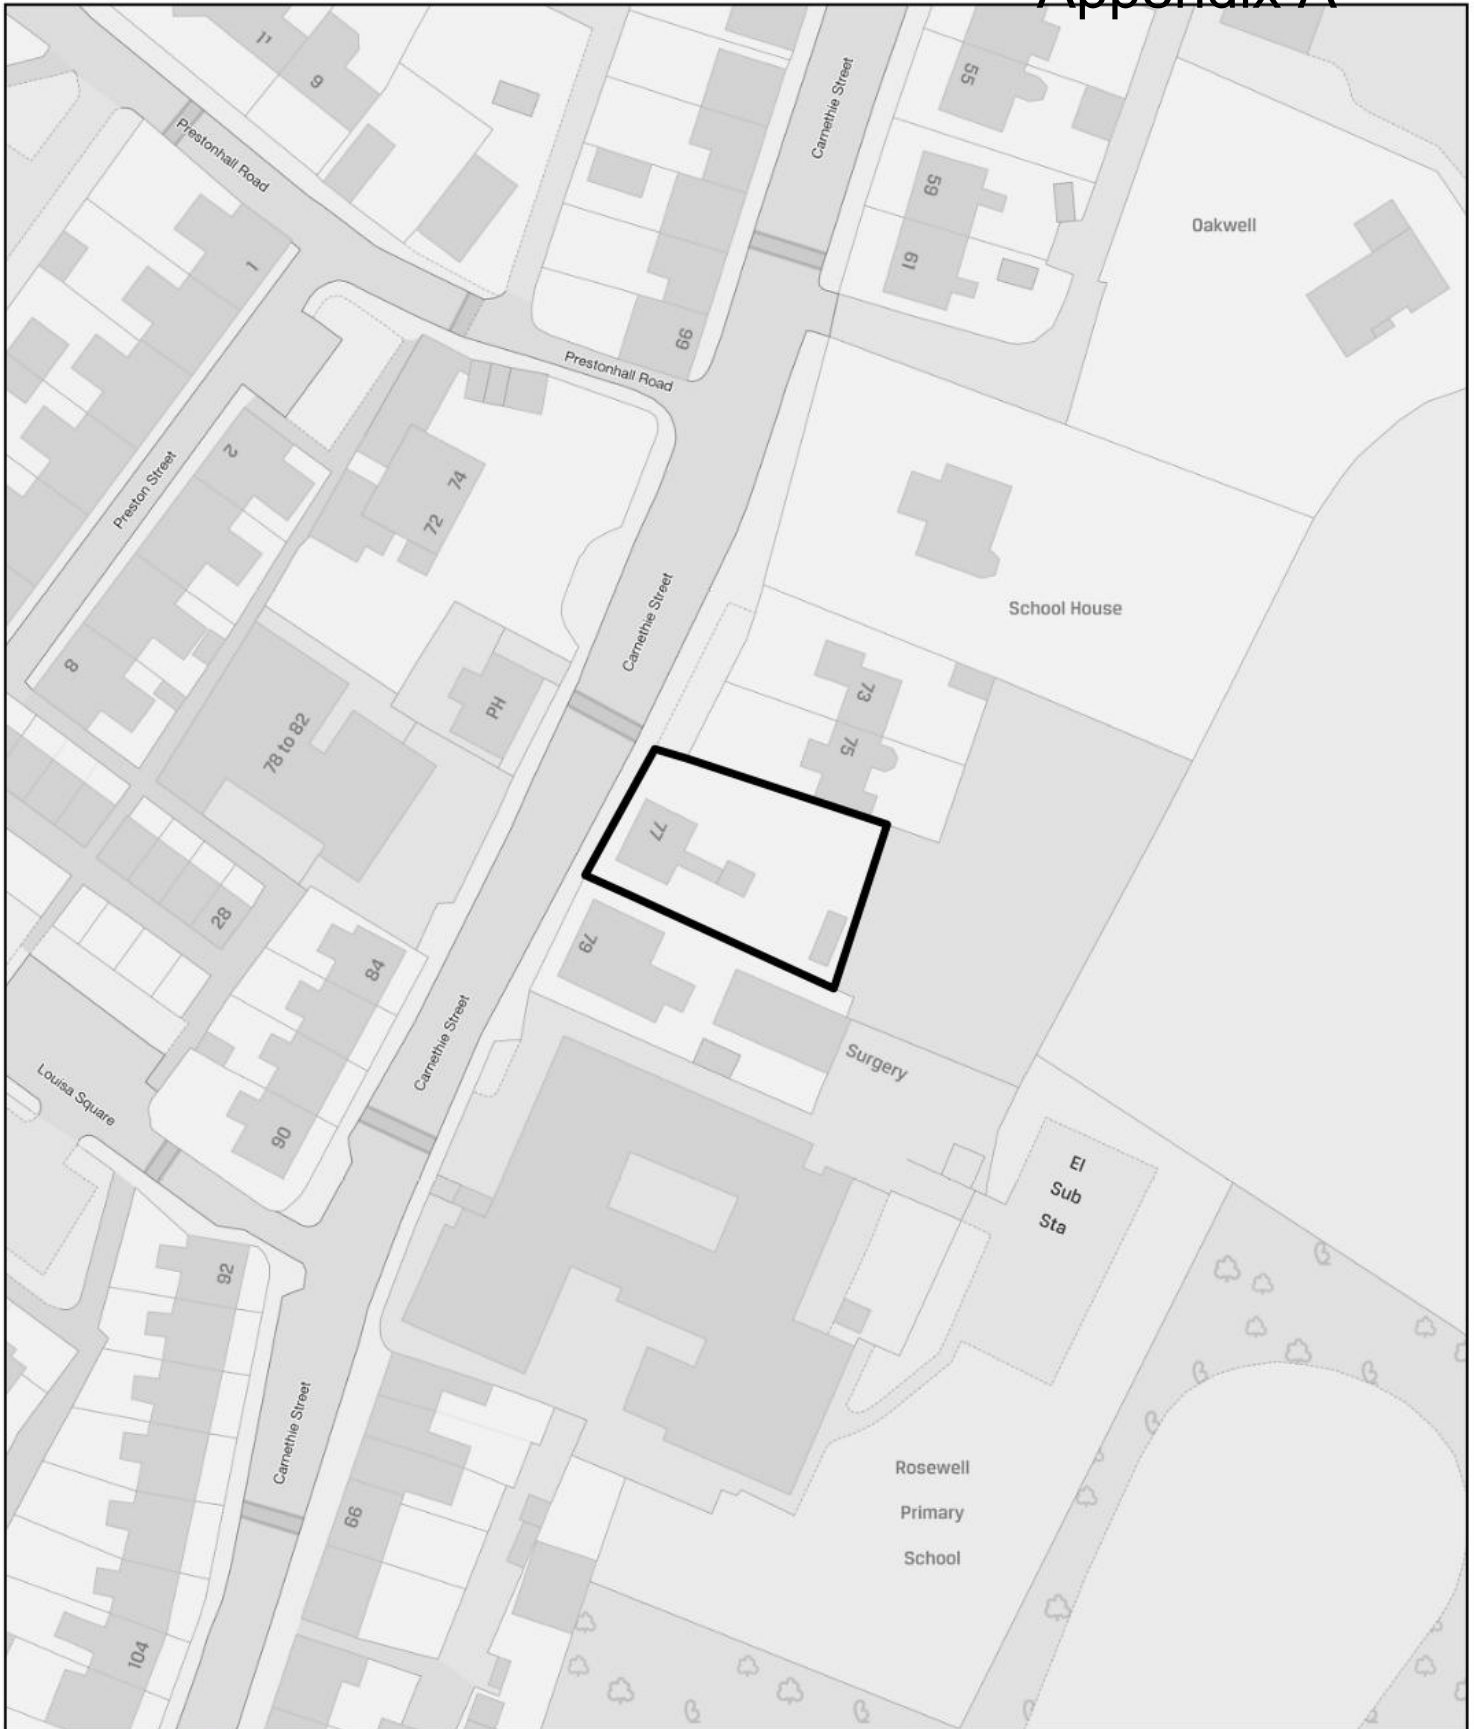 Appendix A
11
9
Carnethie Street
55
Prestonhall Road
59
Oakwell
1
61
66
Prestonhall Road
2
74
Preston Street
72
Carnethie Street
School House
8
73
PH
78 to 82
75
77
28
79
84
Carnethie Street
Surgery
Louisa Square
90
El
Sub
Sta
92
Carnethie Street
Rosewell
Primary
School
104